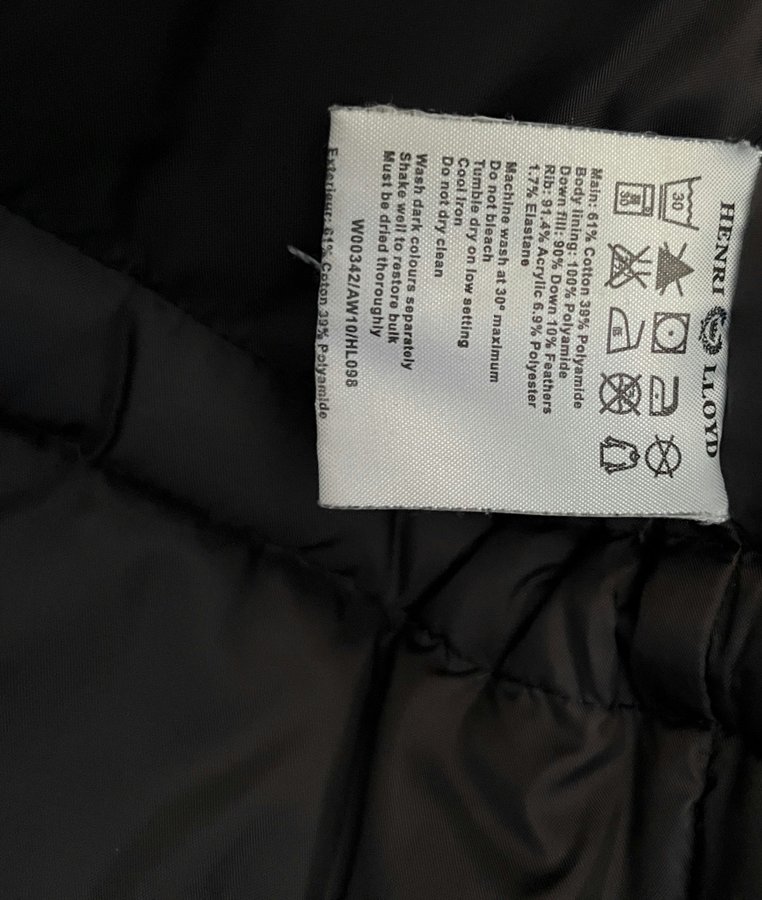 HENRI LLOYD
30
30
Main: 61% Cotton 39% Polyamide
Body lining: 100% Polyamide
Down fill: 90% Down 10% Feathers
Rib: 91.4% Acrylic 6.9% Polyester
1.7% Elastane
Machine wash at 30° maximum
Do not bleach
Tumble dry on low setting
Cool Iron
Do not dry clean
Wash dark colours separately
Shake well to restore bulk
Must be dried thoroughly
W00342/AW10/HL098
Exterieur: 61% Coton 39% Polyamide